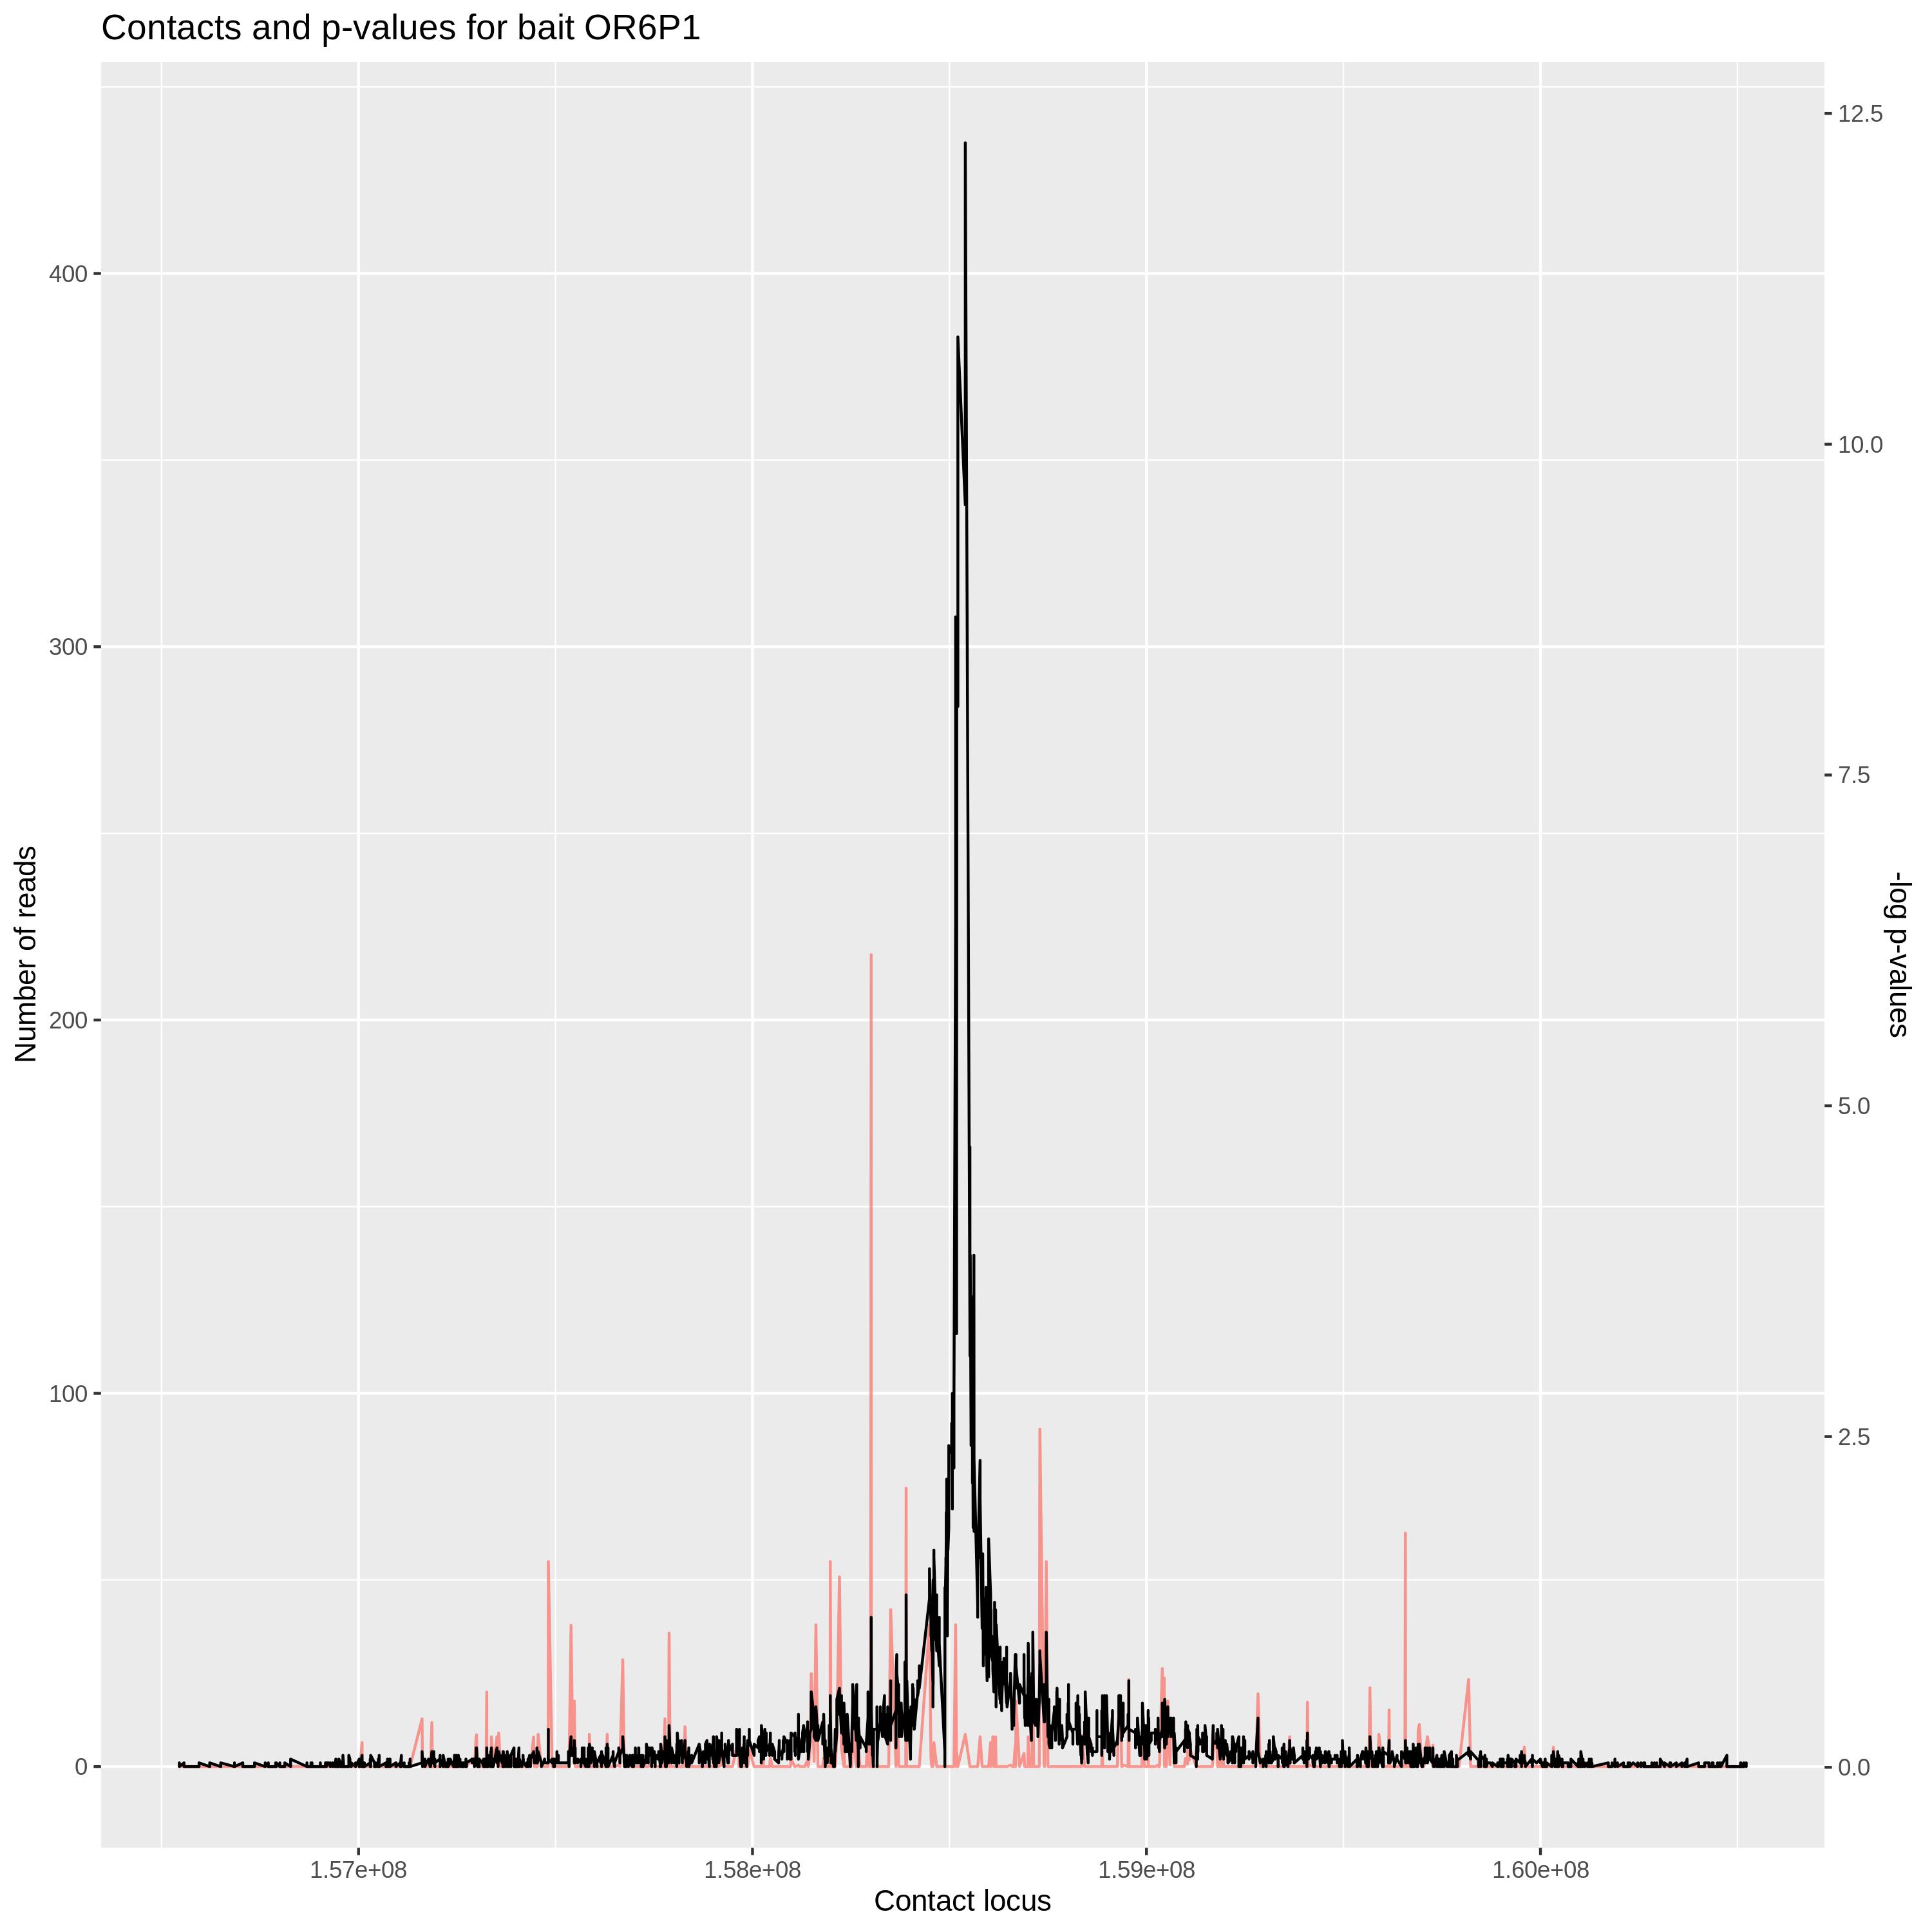 Contacts and p-values for bait OR6P1
12.5
400
10.0
300
7.5
Number of reads
-log p-values
200
5.0
100
2.5
0
0.0
1.57e+08
1.58e+08
1.59e+08
1.60e+08
Contact locus